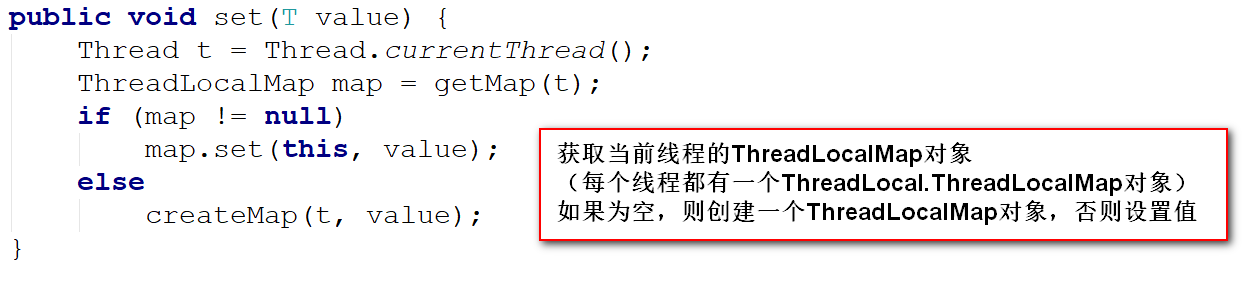 public void set(T value) {
    Thread t = Thread.currentThread();
    ThreadLocalMap map = getMap(t);
    if (map != null)
        map.set(this, value);
    else
        createMap(t, value);
}
获取当前线程的ThreadLocalMap对象
（每个线程都有一个ThreadLocal.ThreadLocalMap对象）
如果为空，则创建一个ThreadLocalMap对象，否则设置值